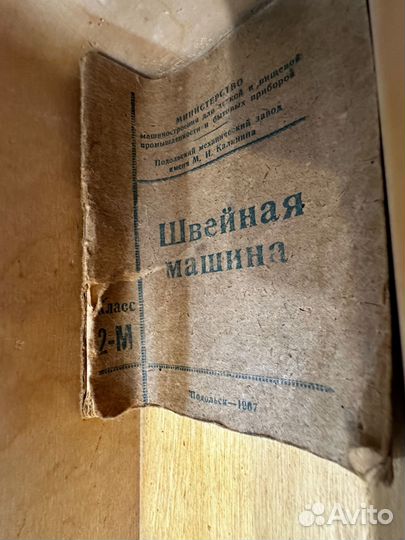 МИНИСТЕРСТВО
машиностроения для легкой и пищевой
промышленности и бытовых приборов
Подольский механический завод
имени М. И. Калинина
Швейная
машина
Класс
2-М
Подольск—1967
Avito